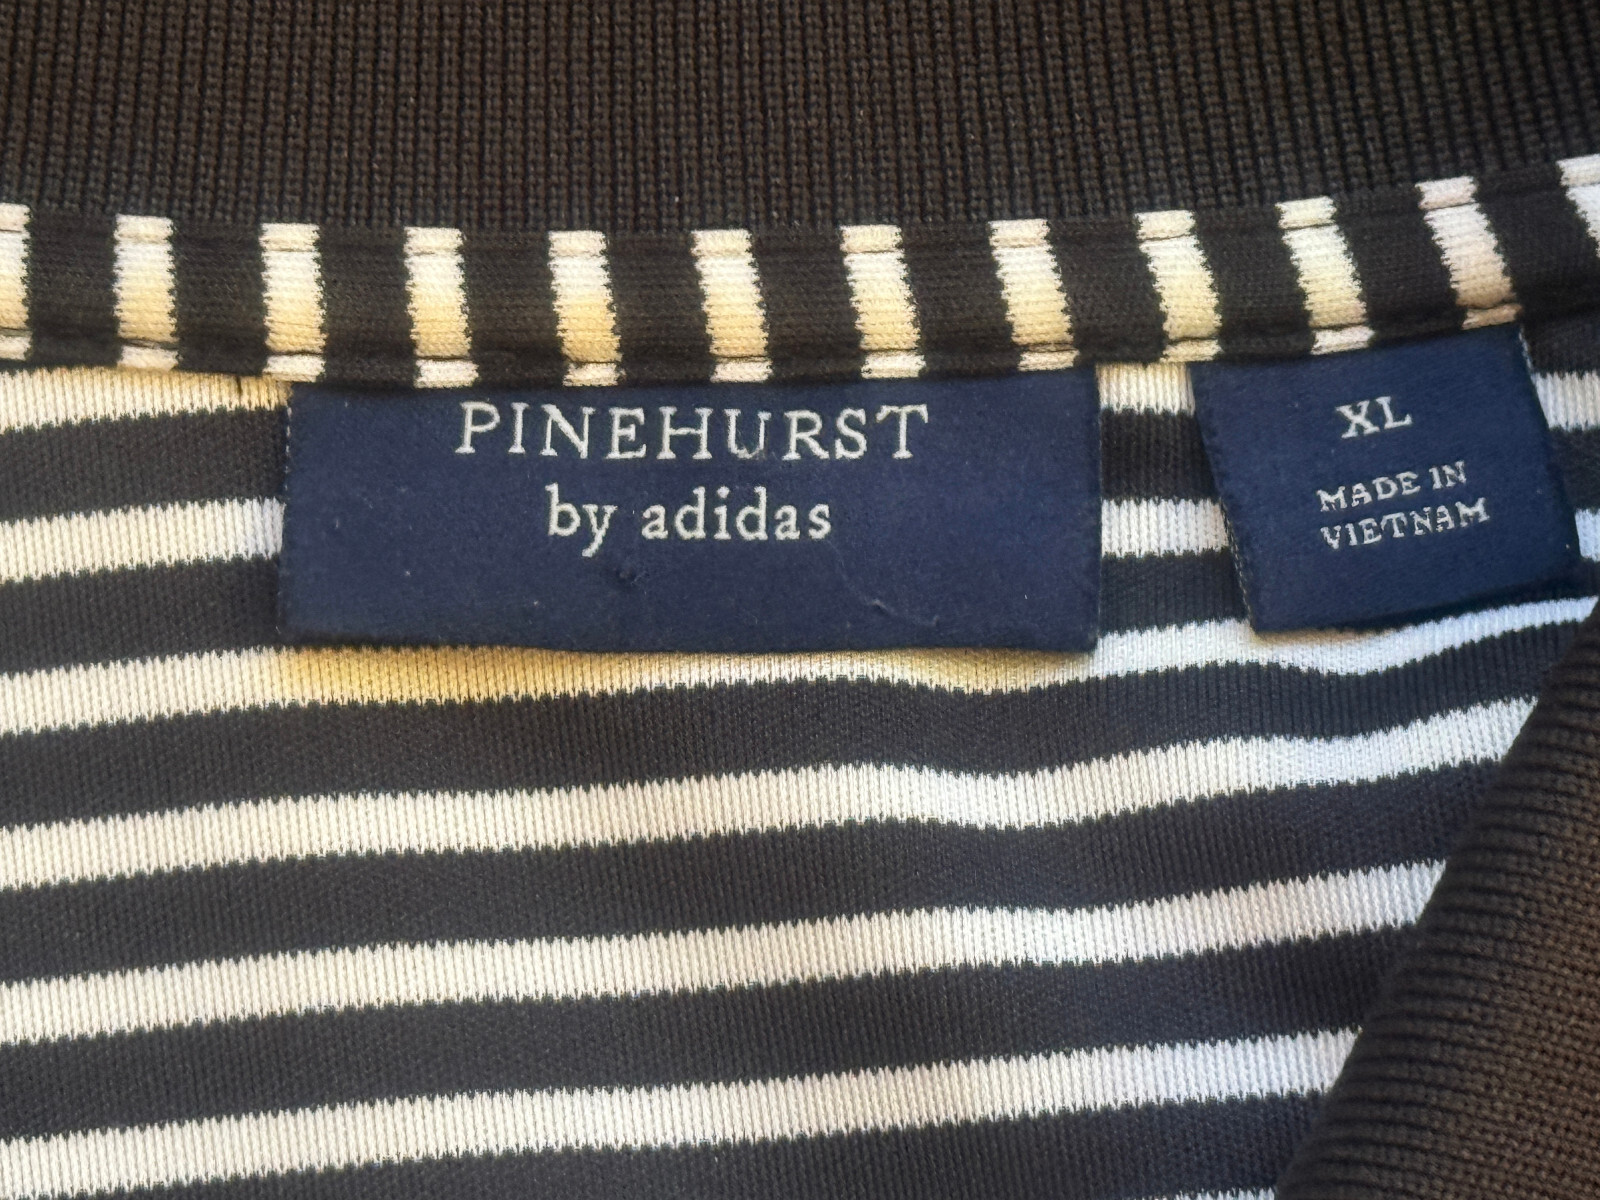 PINEHURST
by adidas
XL
MADE IN
VIETNAM